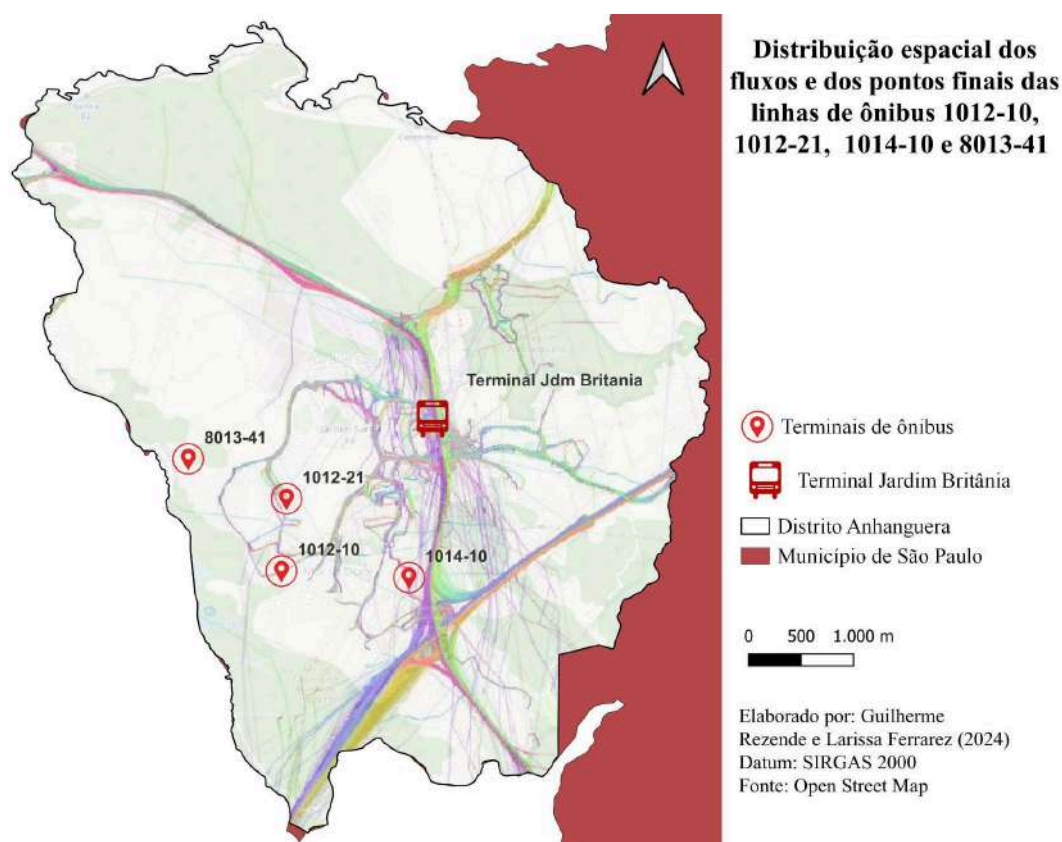 Distribuição espacial dos
fluxos e dos pontos finais das
linhas de ônibus 1012-10,
1012-21, 1014-10 e 8013-41
Terminal Jdm Britania
8013-41
1012-21
1012-10
1014-10
Terminais de ônibus
Terminal Jardim Britânia
Distrito Anhanguera
Município de São Paulo
0 500 1.000 m
Elaborado por: Guilherme
Rezende e Larissa Ferrarez (2024)
Datum: SIRGAS 2000
Fonte: Open Street Map